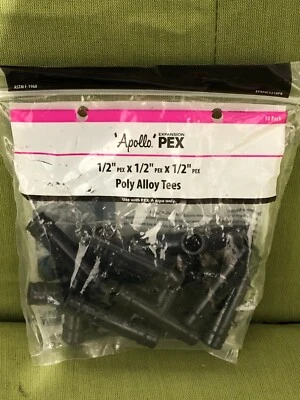 ASTM F-1960
10 Pack
'Apollo' EXPANSION PEX
1/2" PEX x 1/2" PEX x 1/2" PEX
Poly Alloy Tees
Use with PEX-A pipe only.